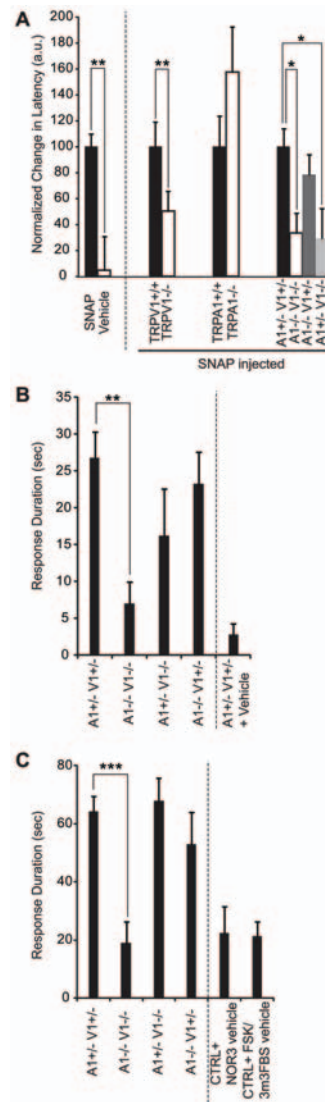 A
Normalized Change in Latency (a.u.)
200
180
160
140
120
100
80
60
40
20
0
**
**
*
*
SNAP
Vehicle
TRPV1+/+
TRPV1-/-
TRPA1+/+
TRPA1-/-
A1+/- V1+/-
A1-/- V1-/-
A1-/- V1+/-
A1+/- V1-/-
SNAP injected
B
Response Duration (sec)
35
30
25
20
15
10
5
0
**
A1+/- V1+/-
A1-/- V1-/-
A1+/- V1-/-
A1-/- V1+/-
A1+/- V1+/-
+ Vehicle
C
Response Duration (sec)
80
60
40
20
0
***
A1+/- V1+/-
A1-/- V1-/-
A1+/- V1-/-
A1-/- V1+/-
CTRL+
NOR3 vehicle
CTRL+ FSK/
3m3FBS vehicle